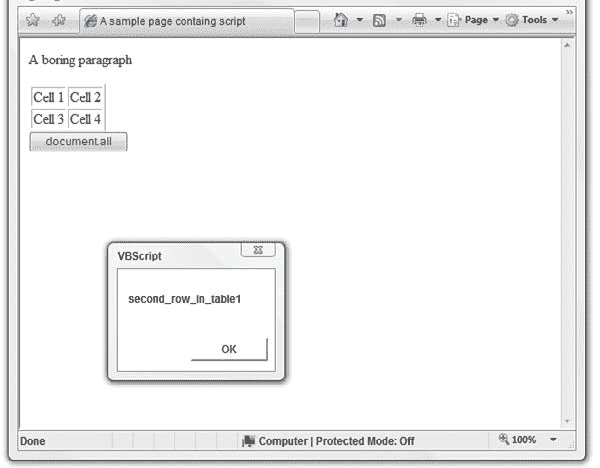 A sample page containg script
Page
Tools
A boring paragraph
Cell 1 Cell 2
Cell 3 Cell 4
document.all
VBScript
second_row_in_table1
OK
Done
Computer | Protected Mode: Off
100%